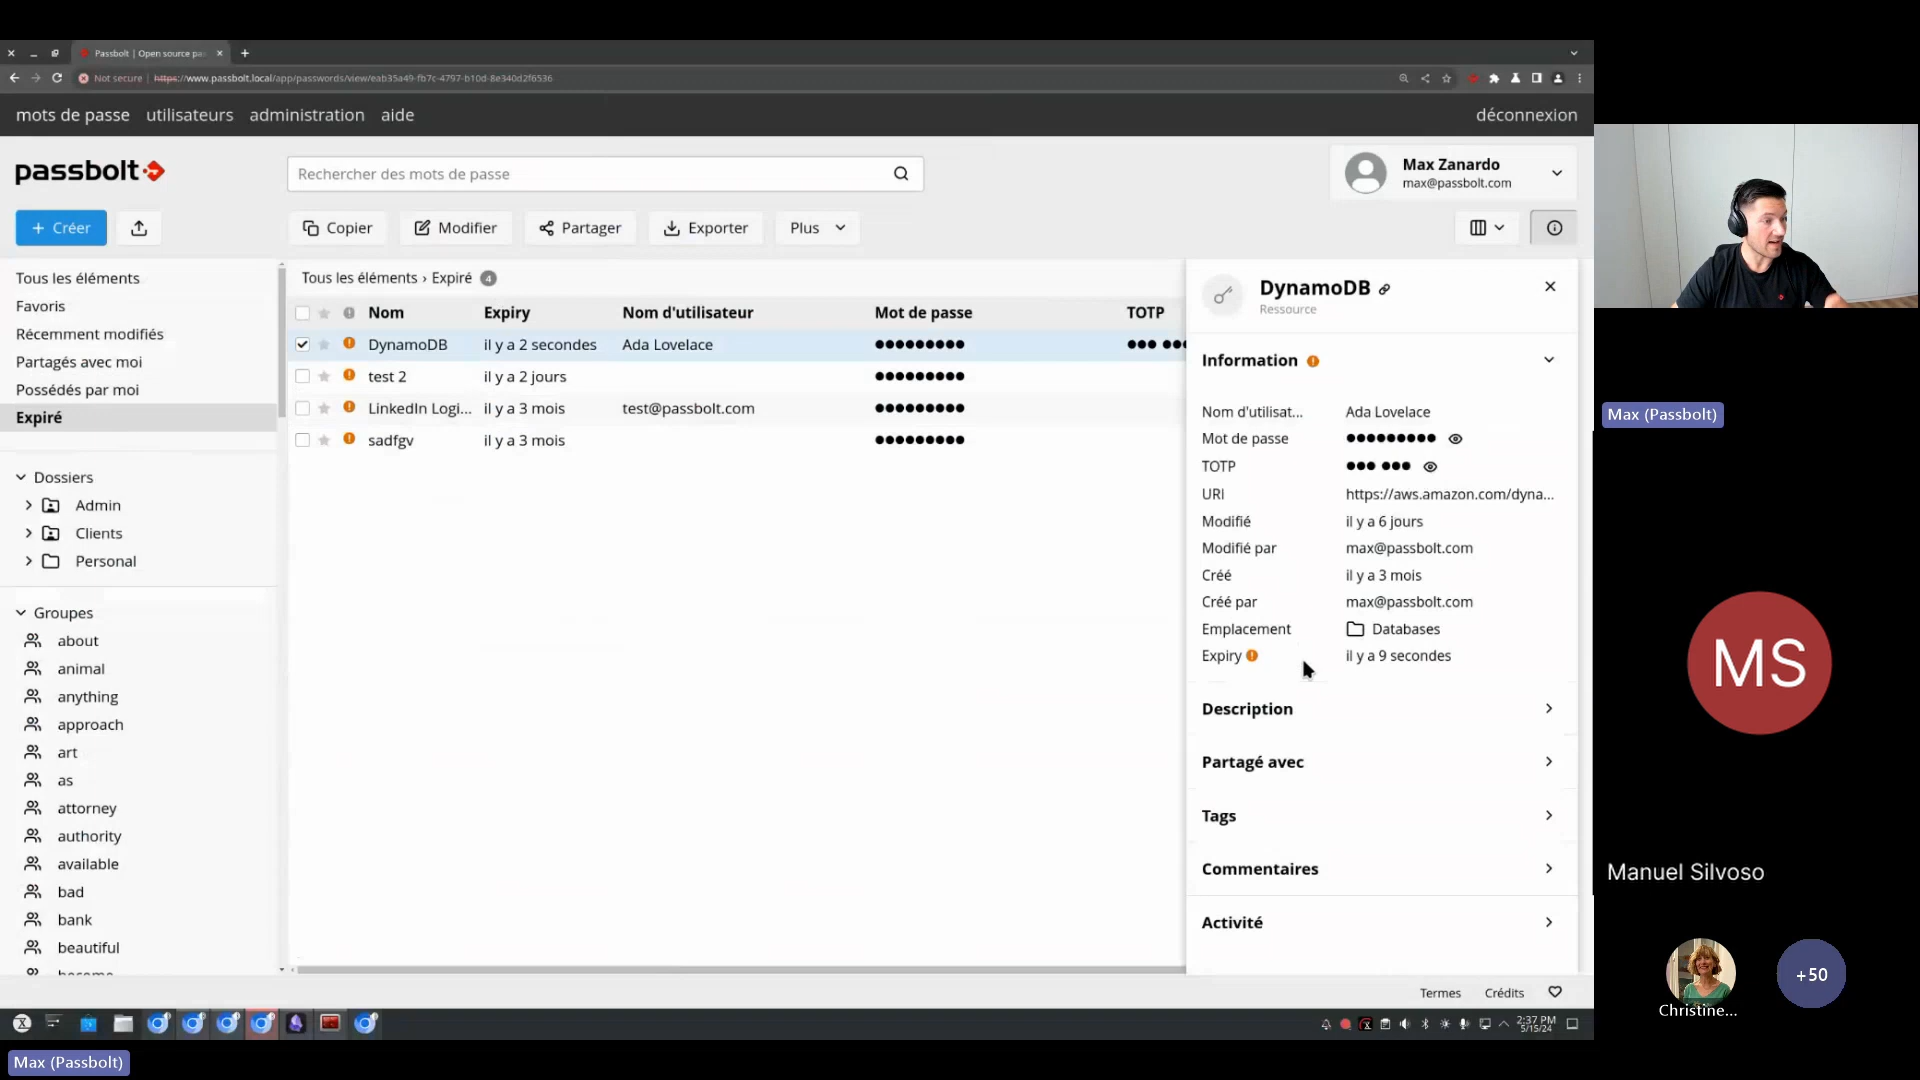 Passbolt | Open source pa
Not secure https://www.passbolt.local/app/passwords/view/eab35a49-fb7c-4797-b10d-8e340d2f6536
mots de passe utilisateurs administration aide déconnexion
passbolt
Rechercher des mots de passe
Max Zanardo
max@passbolt.com
+ Créer
Copier Modifier Partager Exporter Plus
Tous les éléments
Favoris
Récemment modifiés
Partagés avec moi
Possédés par moi
Expiré
Dossiers
Admin
Clients
Personal
Groupes
about
animal
anything
approach
art
as
attorney
authority
available
bad
bank
beautiful
become
Tous les éléments › Expiré 4
Nom Expiry Nom d'utilisateur Mot de passe TOTP
DynamoDB il y a 2 secondes Ada Lovelace ●●●●●●●●● ●●● ●●●
test 2 il y a 2 jours ●●●●●●●●●
LinkedIn Logi... il y a 3 mois test@passbolt.com ●●●●●●●●●
sadfgv il y a 3 mois ●●●●●●●●●
DynamoDB
Ressource
Information
Nom d'utilisat... Ada Lovelace
Mot de passe ●●●●●●●●●
TOTP ●●● ●●●
URI https://aws.amazon.com/dyna...
Modifié il y a 6 jours
Modifié par max@passbolt.com
Créé il y a 3 mois
Créé par max@passbolt.com
Emplacement Databases
Expiry il y a 9 secondes
Description
Partagé avec
Tags
Commentaires
Activité
Termes Crédits
2:37 PM
5/15/24
Max (Passbolt)
Max (Passbolt)
MS
Manuel Silvoso
Christine...
+50